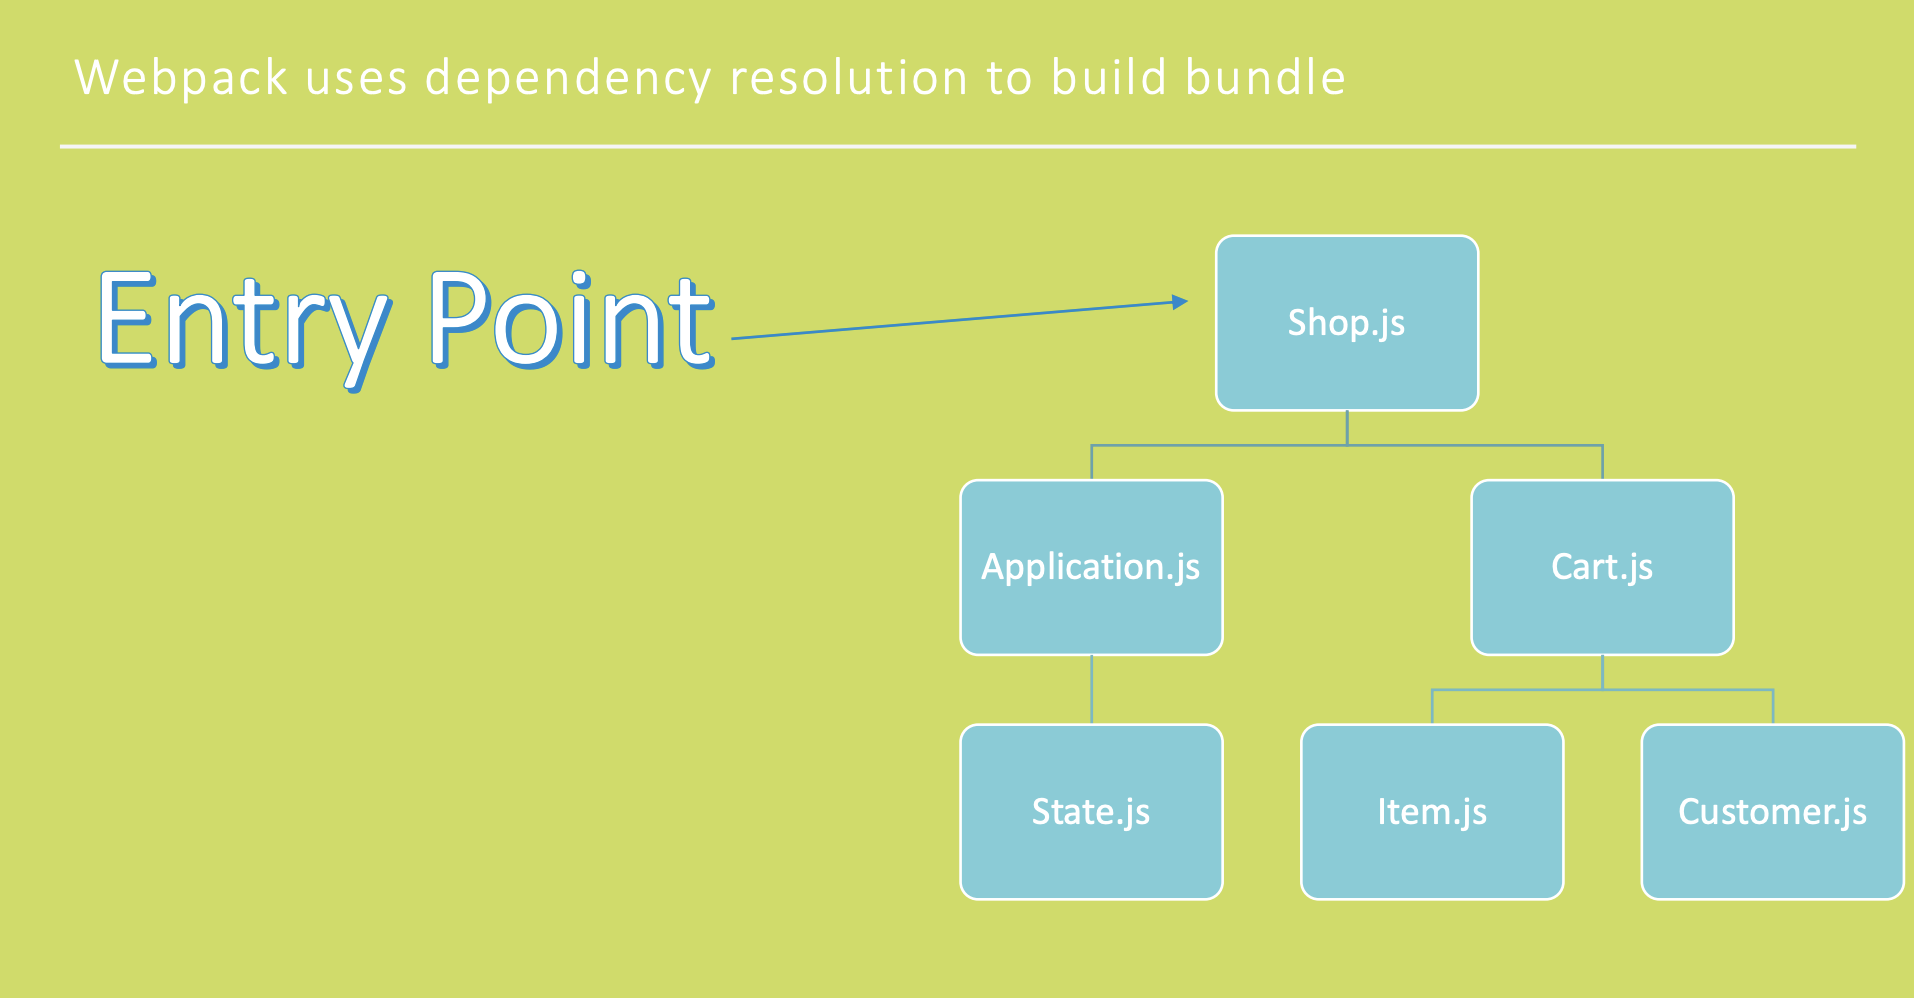 Webpack uses dependency resolution to build bundle
Entry Point
Shop.js
Application.js
Cart.js
State.js
Item.js
Customer.js